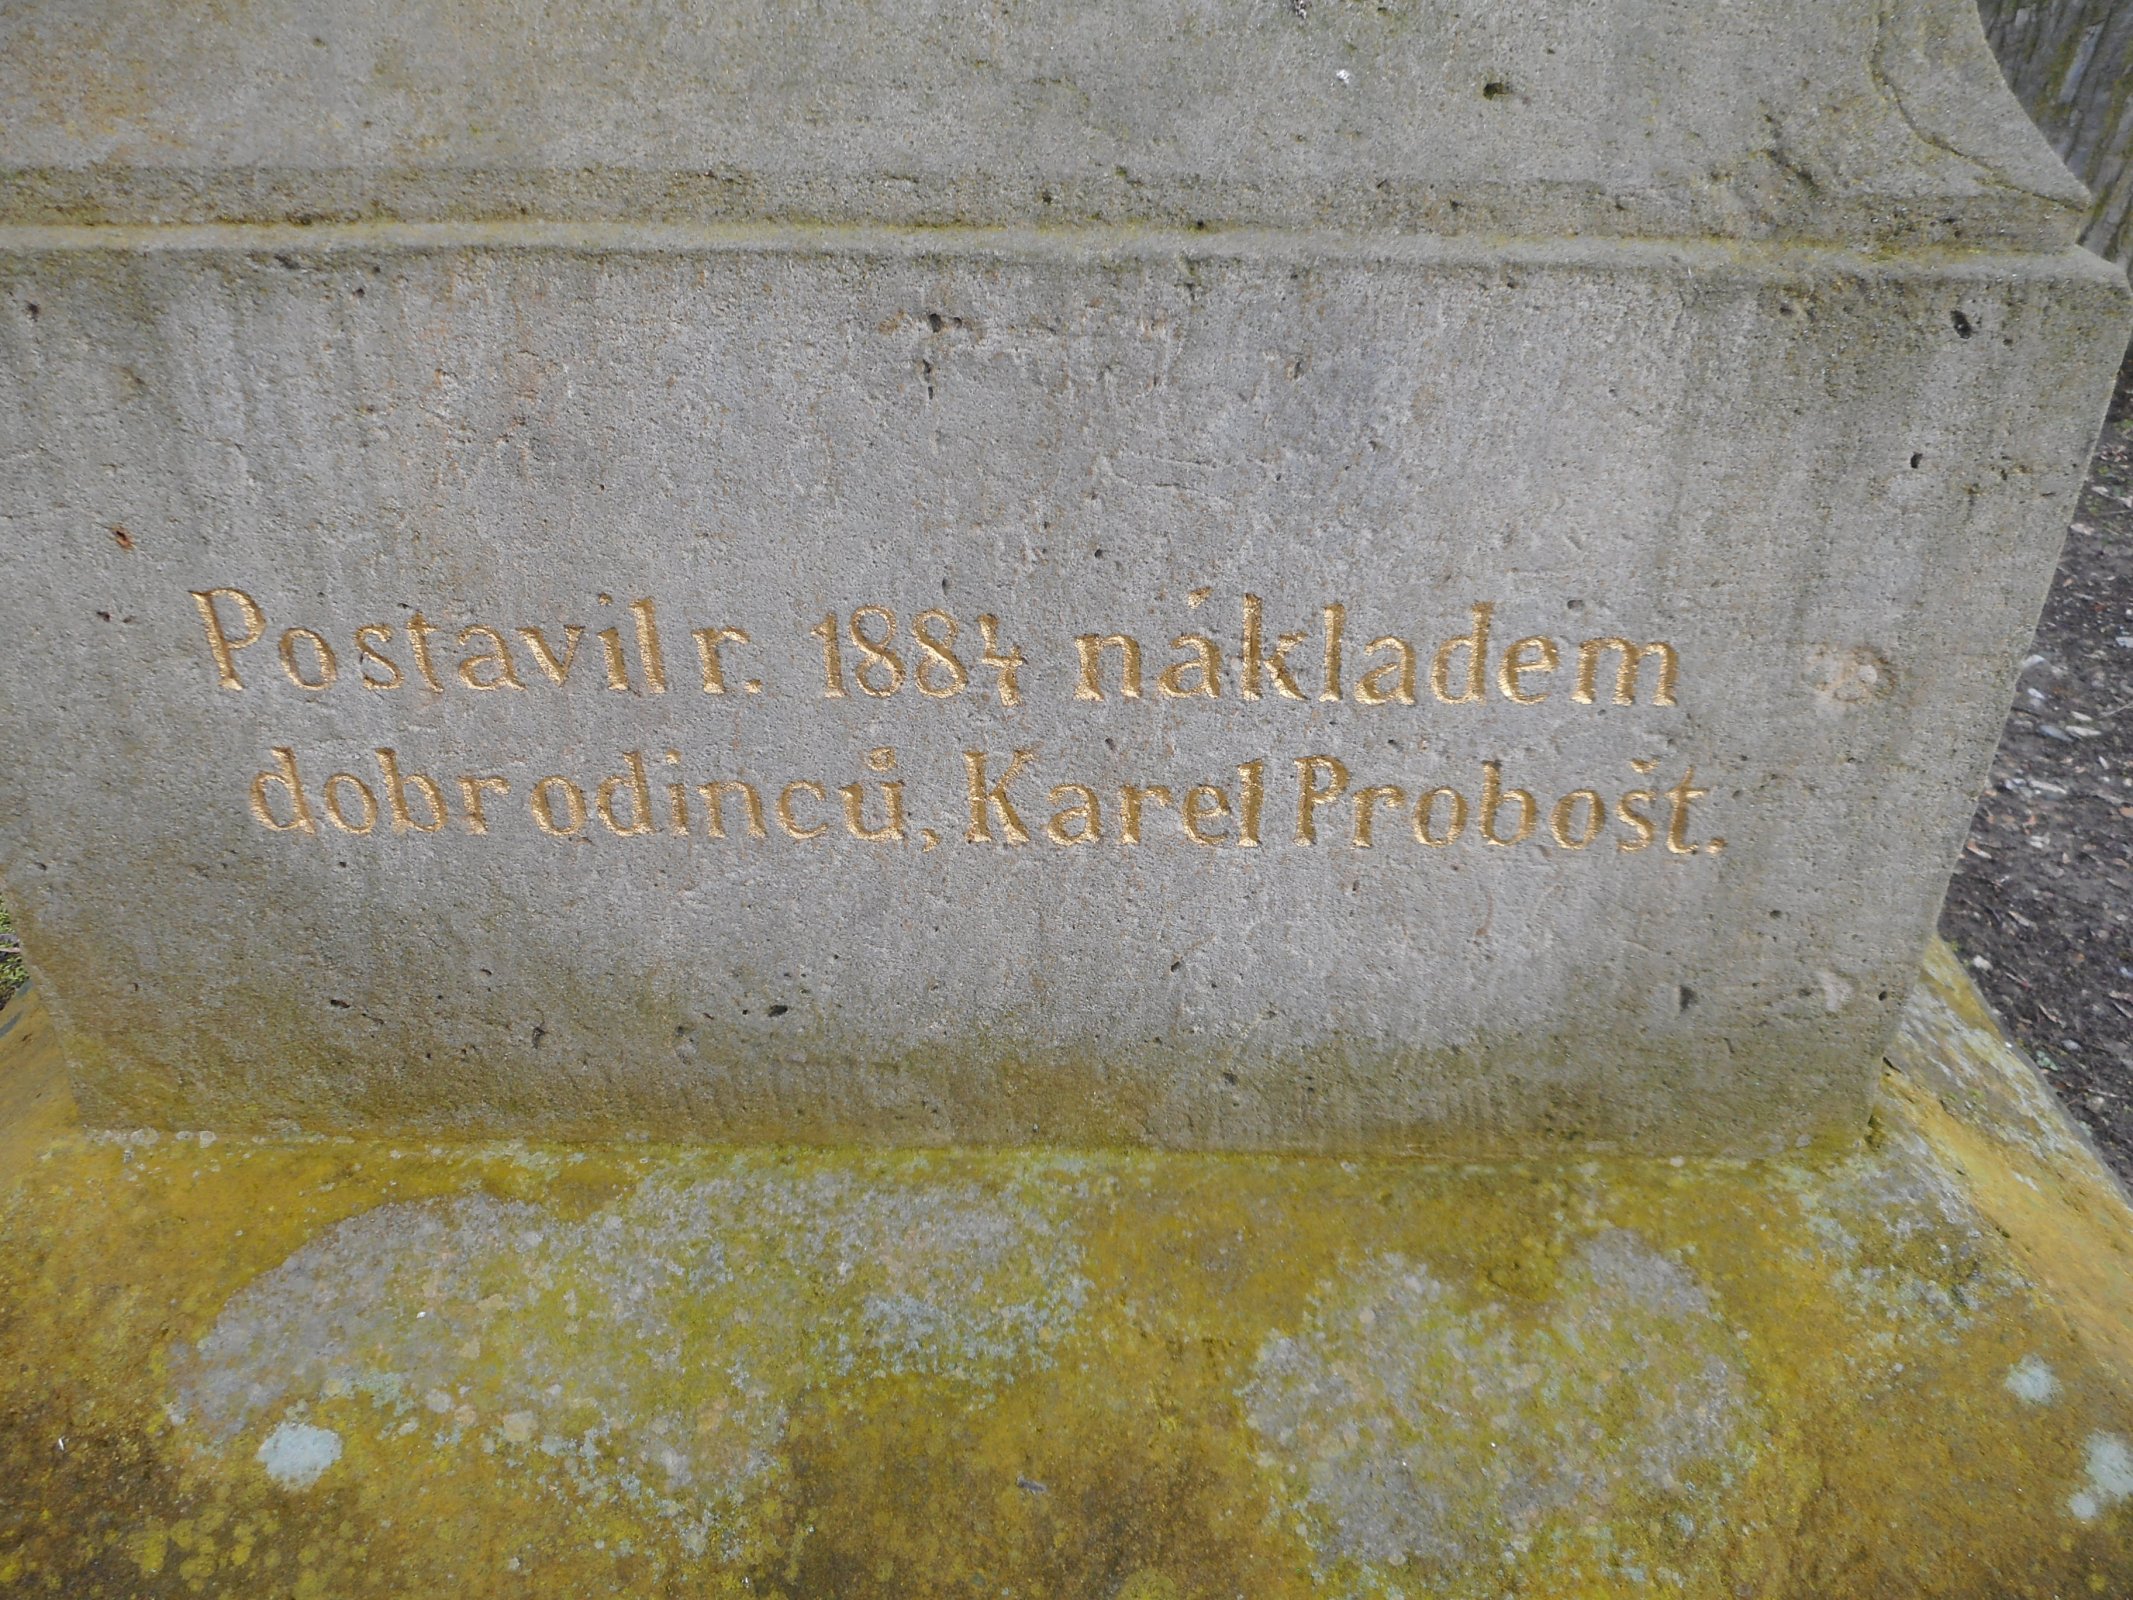 Postavil r. 1884 nákladem
dobrodinců, Karel Probošt.